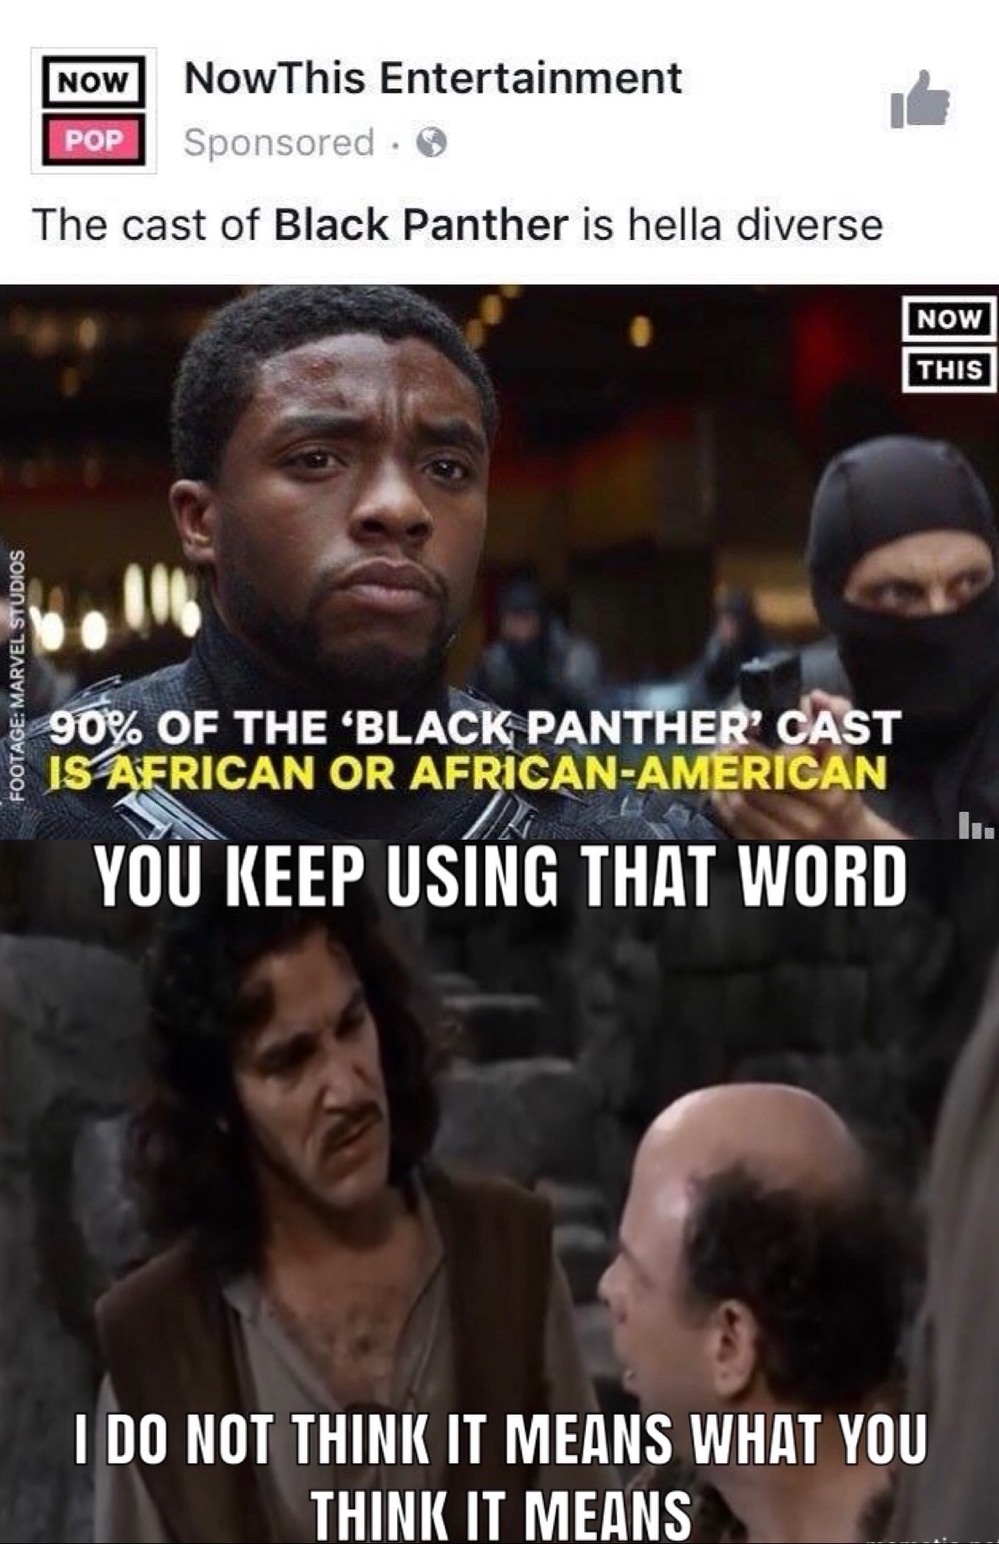 NOW
POP
NowThis Entertainment
Sponsored ·
The cast of Black Panther is hella diverse
NOW
THIS
FOOTAGE: MARVEL STUDIOS
90% OF THE ‘BLACK PANTHER’ CAST
IS AFRICAN OR AFRICAN-AMERICAN
YOU KEEP USING THAT WORD
I DO NOT THINK IT MEANS WHAT YOU
THINK IT MEANS